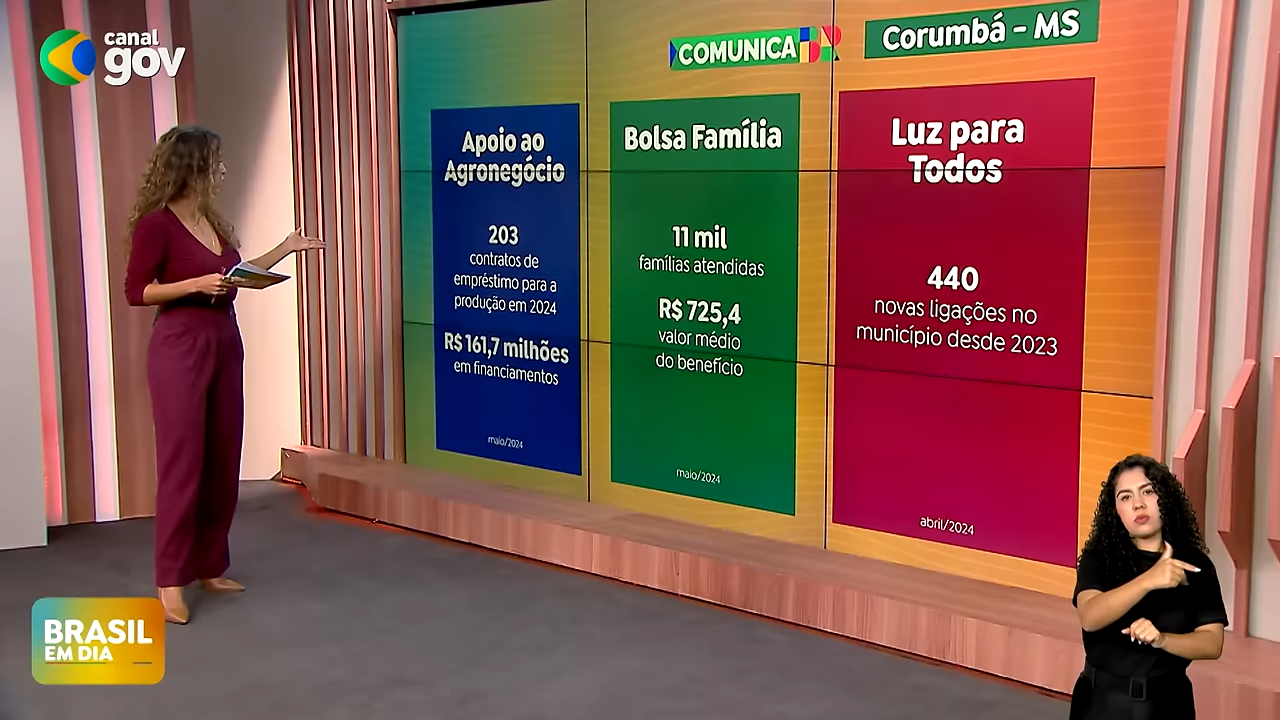 canal
gov
COMUNICA BR
Corumbá – MS
Apoio ao
Agronegócio
203
contratos de
empréstimo para a
produção em 2024
R$ 161,7 milhões
em financiamentos
maio/2024
Bolsa Família
11 mil
famílias atendidas
R$ 725,4
valor médio
do benefício
maio/2024
Luz para
Todos
440
novas ligações no
município desde 2023
abril/2024
BRASIL
EM DIA